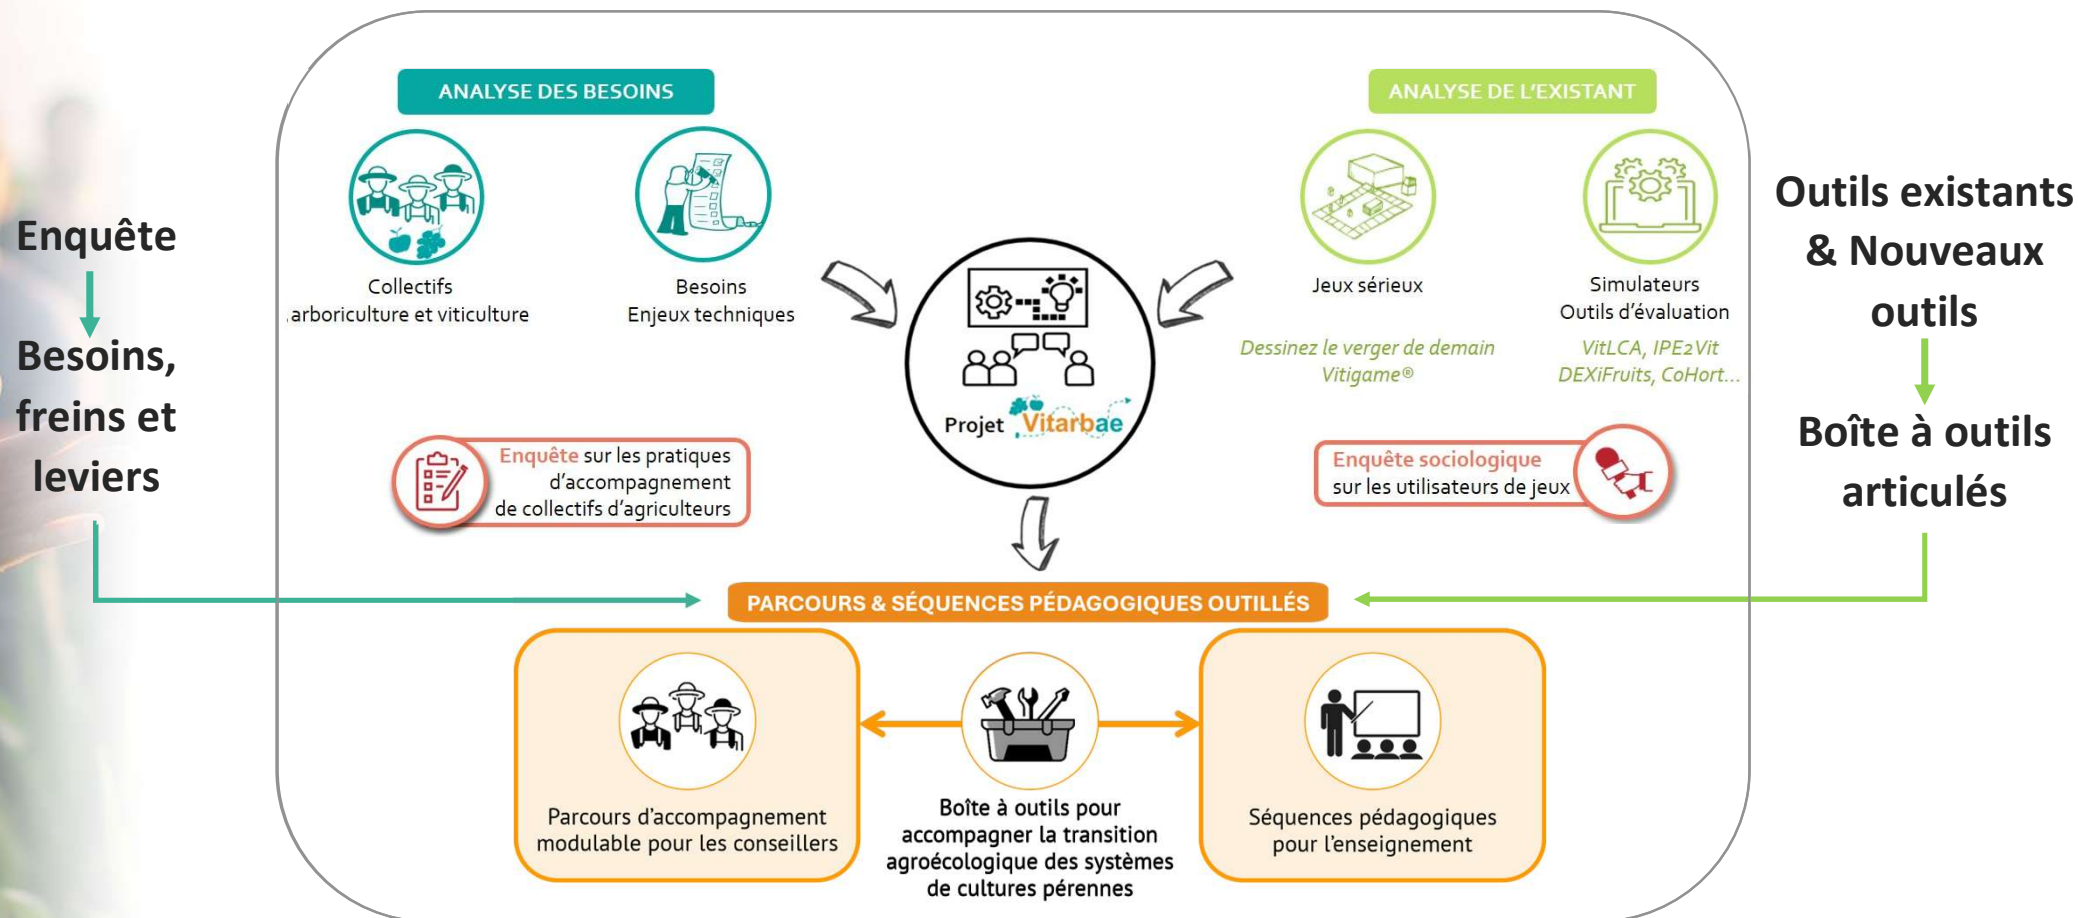 Enquête
Besoins,
freins et
leviers
ANALYSE DES BESOINS
Collectifs
arboriculture et viticulture
Besoins
Enjeux techniques
Enquête sur les pratiques
d'accompagnement
de collectifs d'agriculteurs
Projet Vitarbae
ANALYSE DE L'EXISTANT
Jeux sérieux
Dessinez le verger de demain
Vitigame®
Simulateurs
Outils d'évaluation
VitLCA, IPE2Vit
DEXiFruits, CoHort...
Enquête sociologique
sur les utilisateurs de jeux
Outils existants
& Nouveaux
outils
Boîte à outils
articulés
PARCOURS & SÉQUENCES PÉDAGOGIQUES OUTILLÉS
Parcours d'accompagnement
modulable pour les conseillers
Boîte à outils pour
accompagner la transition
agroécologique des systèmes
de cultures pérennes
Séquences pédagogiques
pour l'enseignement